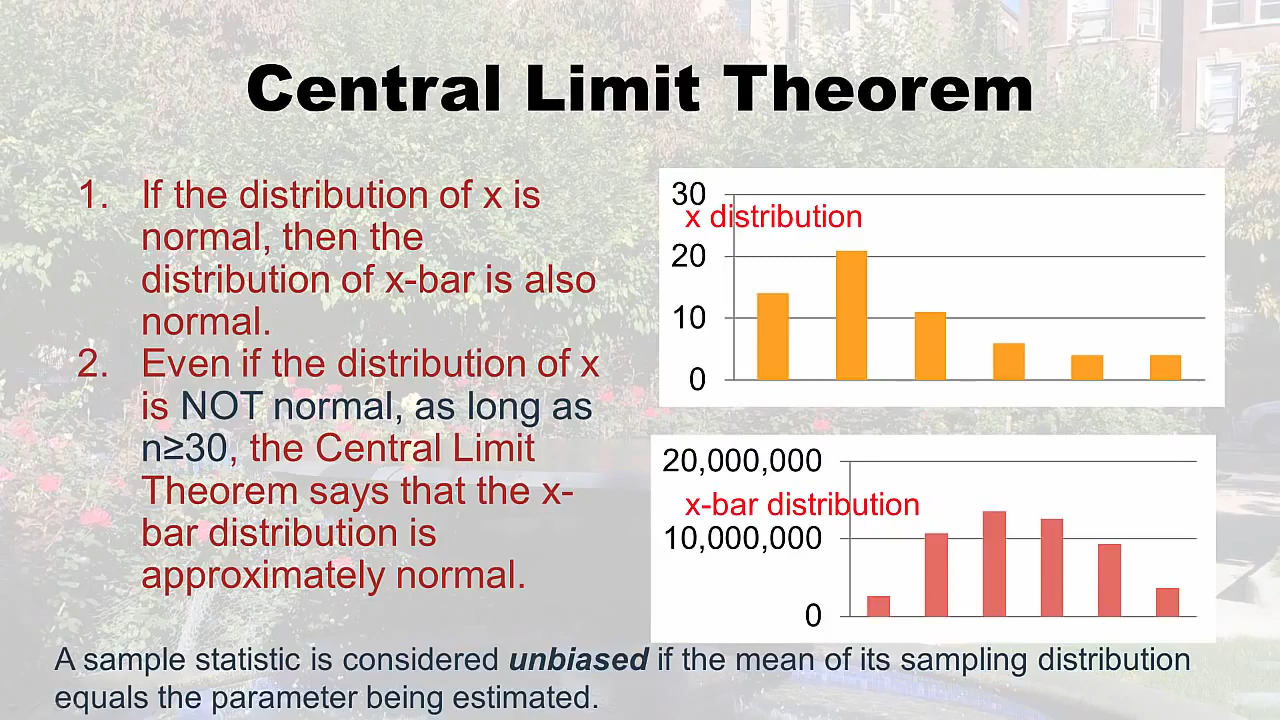 Central Limit Theorem
1. If the distribution of x is
normal, then the
distribution of x-bar is also
normal.
2. Even if the distribution of x
is NOT normal, as long as
n≥30, the Central Limit
Theorem says that the x-
bar distribution is
approximately normal.
30
x distribution
20
10
0
20,000,000
x-bar distribution
10,000,000
0
A sample statistic is considered unbiased if the mean of its sampling distribution
equals the parameter being estimated.